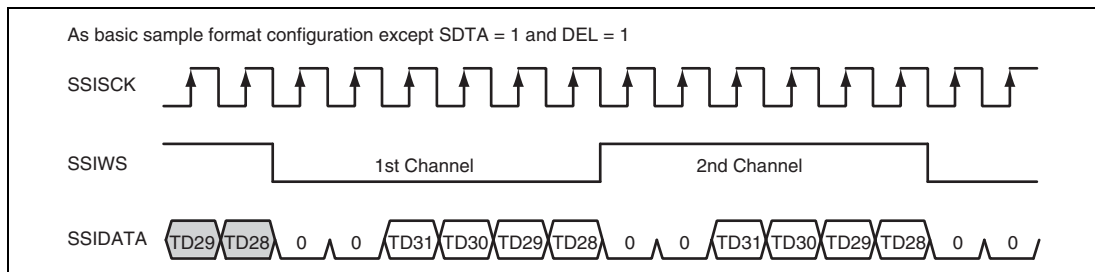 As basic sample format configuration except SDTA = 1 and DEL = 1
SSISCK
SSIWS 1st Channel 2nd Channel
SSIDATA TD29 TD28 0 0 TD31 TD30 TD29 TD28 0 0 TD31 TD30 TD29 TD28 0 0